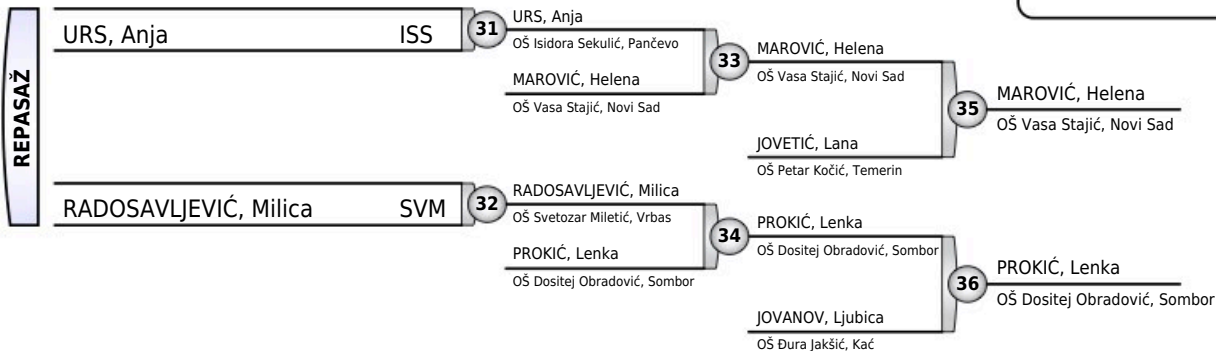 REPASAŽ
URS, Anja ISS
31
URS, Anja
OŠ Isidora Sekulić, Pančevo
MAROVIĆ, Helena
OŠ Vasa Stajić, Novi Sad
33
MAROVIĆ, Helena
OŠ Vasa Stajić, Novi Sad
JOVETIĆ, Lana
OŠ Petar Kočić, Temerin
35
MAROVIĆ, Helena
OŠ Vasa Stajić, Novi Sad
RADOSAVLJEVIĆ, Milica SVM
32
RADOSAVLJEVIĆ, Milica
OŠ Svetozar Miletić, Vrbas
PROKIĆ, Lenka
OŠ Dositej Obradović, Sombor
34
PROKIĆ, Lenka
OŠ Dositej Obradović, Sombor
JOVANOV, Ljubica
OŠ Đura Jakšić, Kać
36
PROKIĆ, Lenka
OŠ Dositej Obradović, Sombor